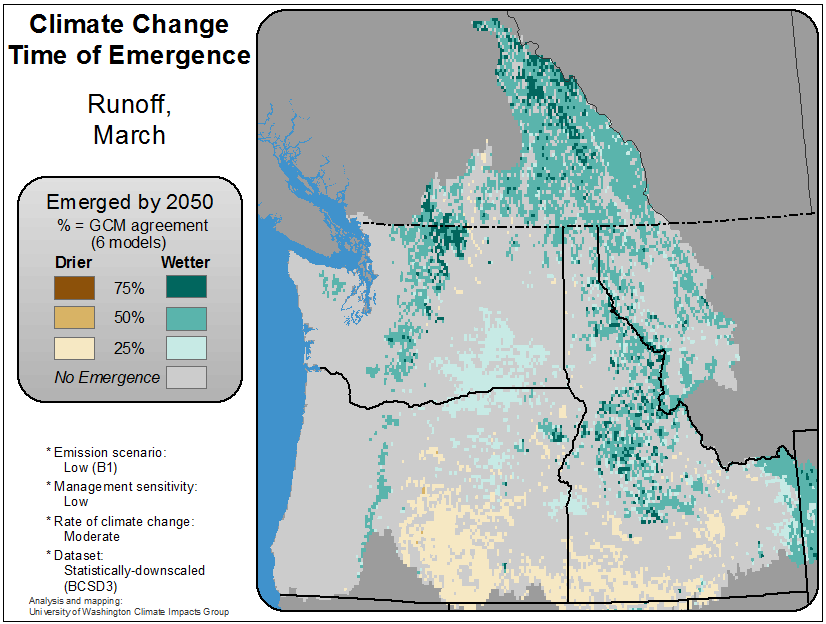 Climate Change
Time of Emergence
Runoff,
March
Emerged by 2050
% = GCM agreement
(6 models)
Drier Wetter
75%
50%
25%
No Emergence
* Emission scenario:
Low (B1)
* Management sensitivity:
Low
* Rate of climate change:
Moderate
* Dataset:
Statistically-downscaled
(BCSD3)
Analysis and mapping:
University of Washington Climate Impacts Group